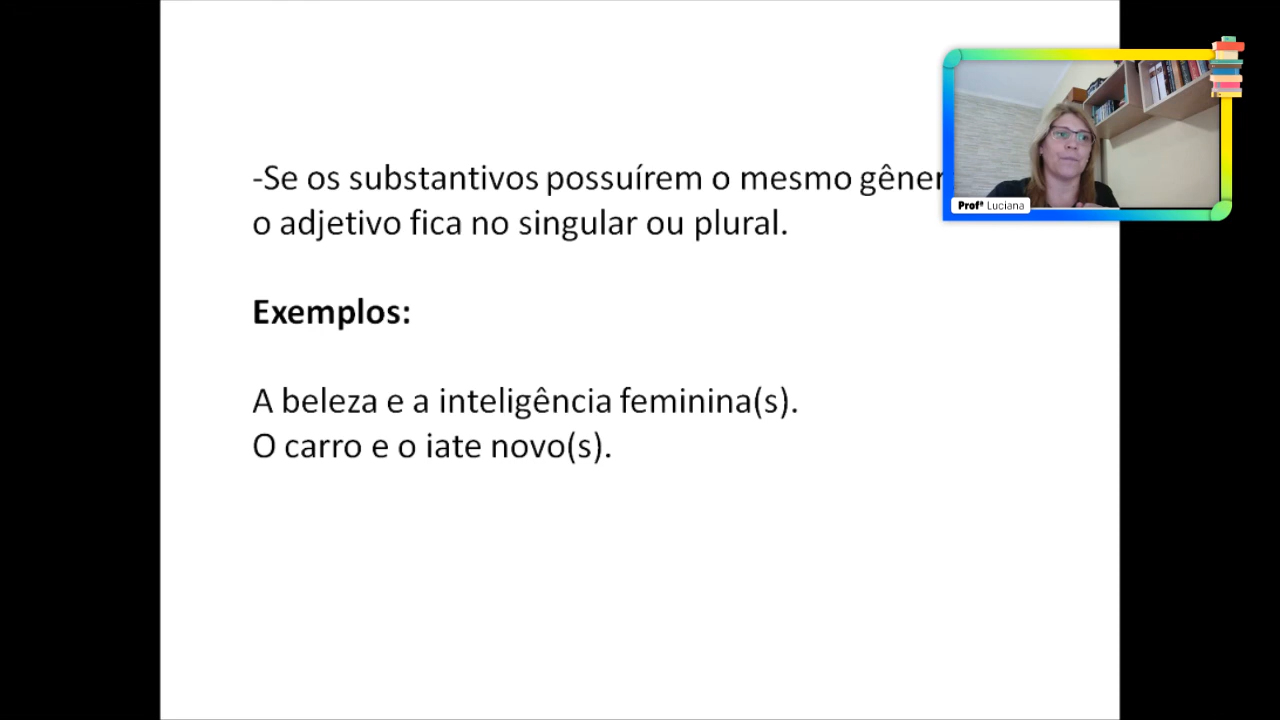 -Se os substantivos possuírem o mesmo
o adjetivo fica no singular ou plural.
Exemplos:
A beleza e a inteligência feminina(s).
O carro e o iate novo(s).
Profª Luciana